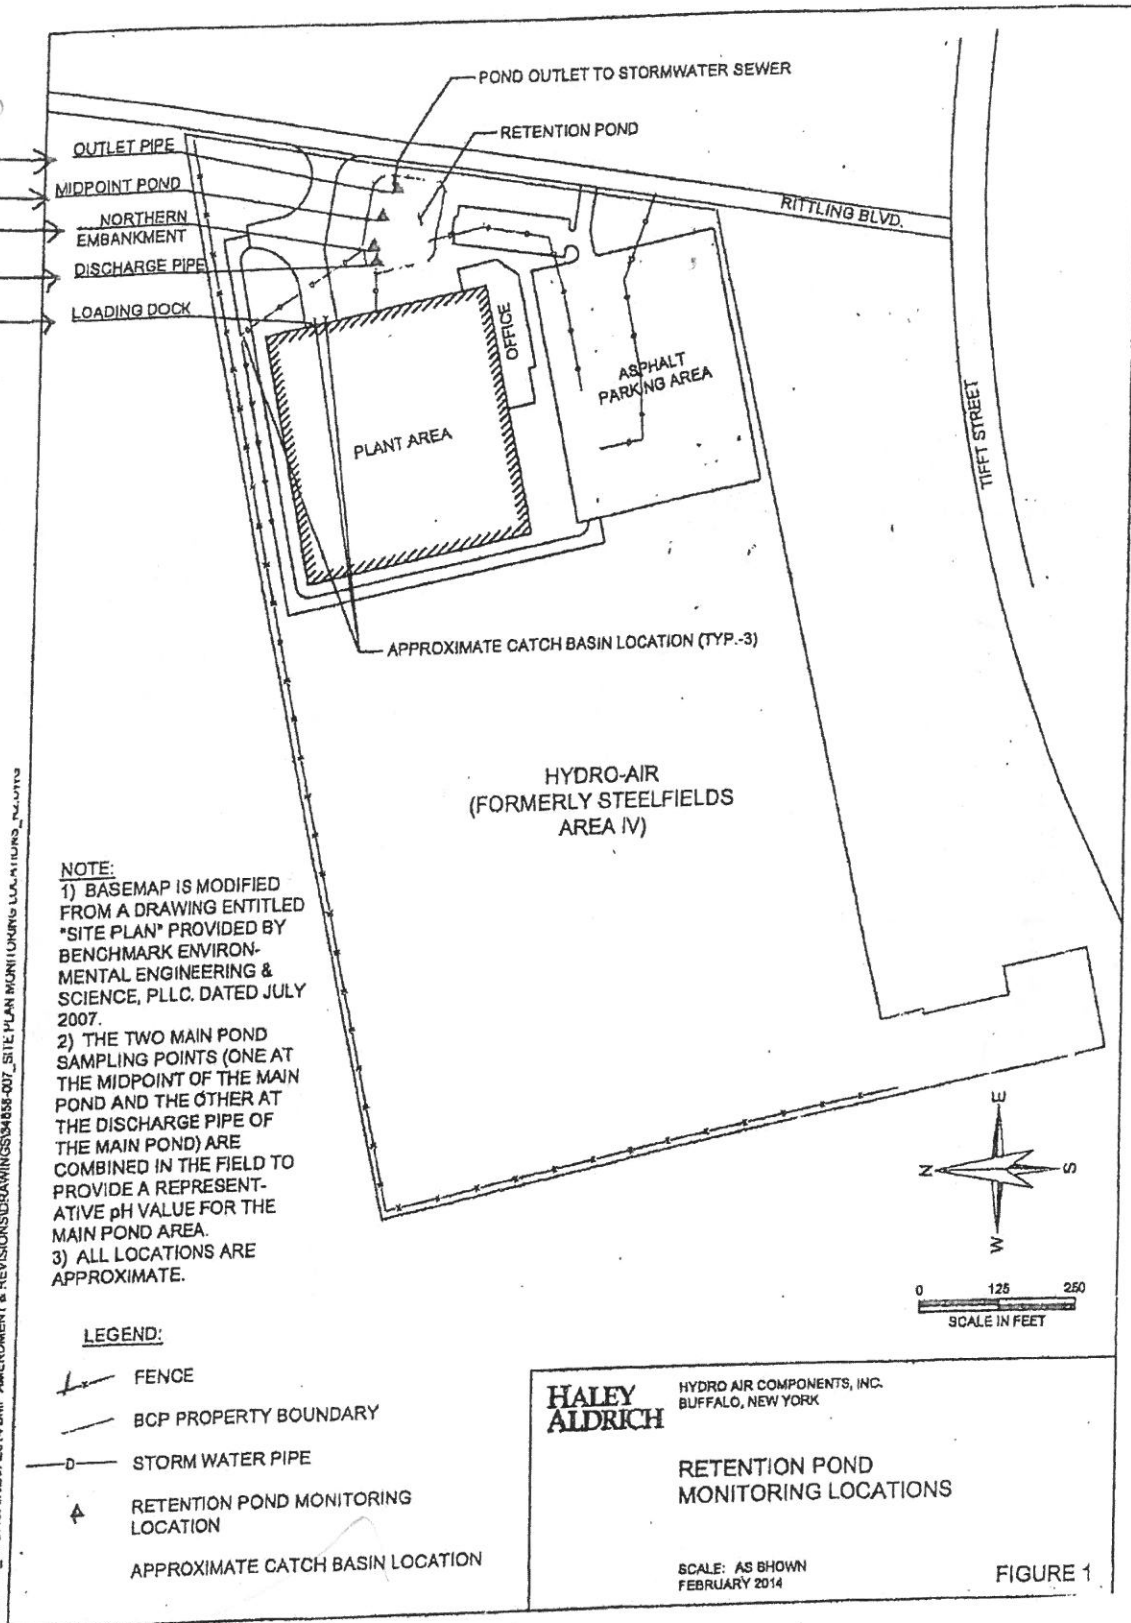 POND OUTLET TO STORMWATER SEWER
RETENTION POND
OUTLET PIPE
MIDPOINT POND
NORTHERN
EMBANKMENT
DISCHARGE PIPE
LOADING DOCK
RITTLING BLVD.
OFFICE
ASPHALT
PARKING AREA
PLANT AREA
TIFFT STREET
APPROXIMATE CATCH BASIN LOCATION (TYP.-3)
HYDRO-AIR
(FORMERLY STEELFIELDS
AREA IV)
NOTE:
1) BASEMAP IS MODIFIED
FROM A DRAWING ENTITLED
"SITE PLAN" PROVIDED BY
BENCHMARK ENVIRON-
MENTAL ENGINEERING &
SCIENCE, PLLC. DATED JULY
2007.
2) THE TWO MAIN POND
SAMPLING POINTS (ONE AT
THE MIDPOINT OF THE MAIN
POND AND THE OTHER AT
THE DISCHARGE PIPE OF
THE MAIN POND) ARE
COMBINED IN THE FIELD TO
PROVIDE A REPRESENT-
ATIVE pH VALUE FOR THE
MAIN POND AREA.
3) ALL LOCATIONS ARE
APPROXIMATE.
E
N
S
W
0 125 250
SCALE IN FEET
LEGEND:
FENCE
BCP PROPERTY BOUNDARY
STORM WATER PIPE
RETENTION POND MONITORING
LOCATION
APPROXIMATE CATCH BASIN LOCATION
HALEY
ALDRICH
HYDRO AIR COMPONENTS, INC.
BUFFALO, NEW YORK
RETENTION POND
MONITORING LOCATIONS
SCALE: AS SHOWN
FEBRUARY 2014
FIGURE 1